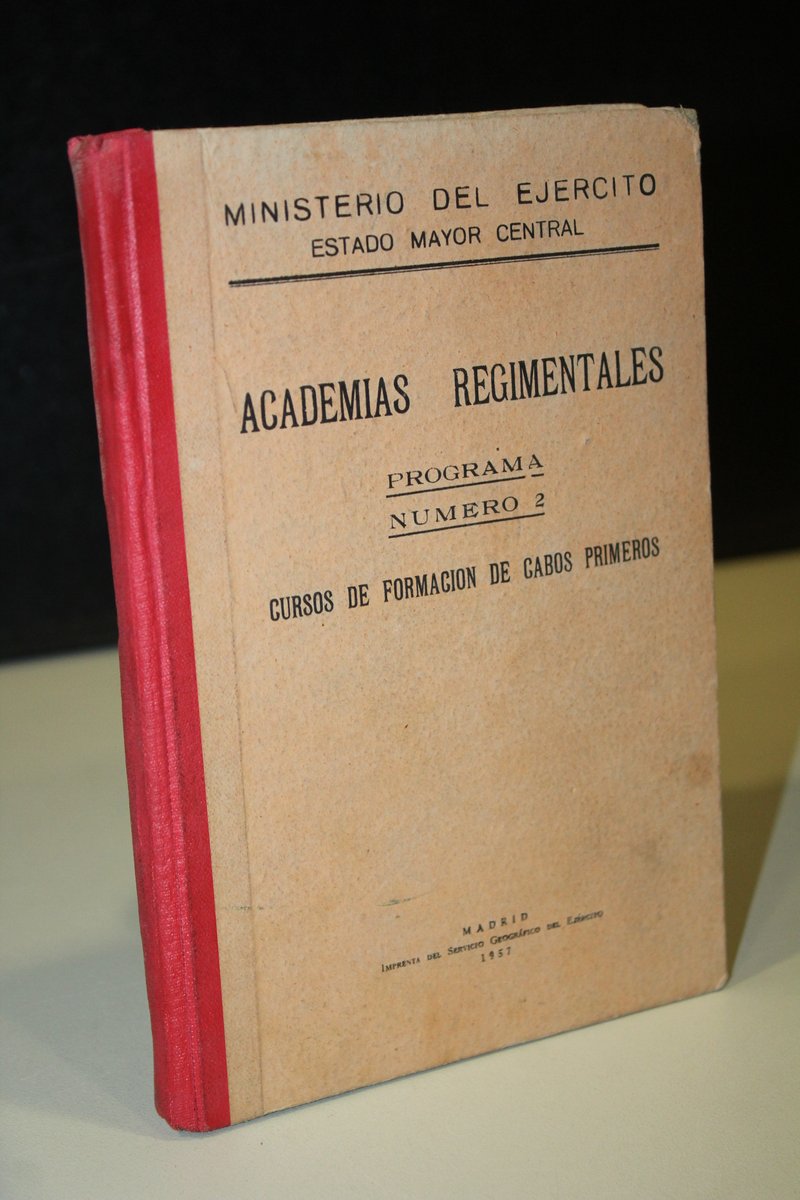 MINISTERIO DEL EJERCITO
ESTADO MAYOR CENTRAL
ACADEMIAS REGIMENTALES
PROGRAMA
NUMERO 2
CURSOS DE FORMACION DE CABOS PRIMEROS
MADRID
IMPRENTA DEL SERVICIO GEOGRÁFICO DEL EJÉRCITO
1957